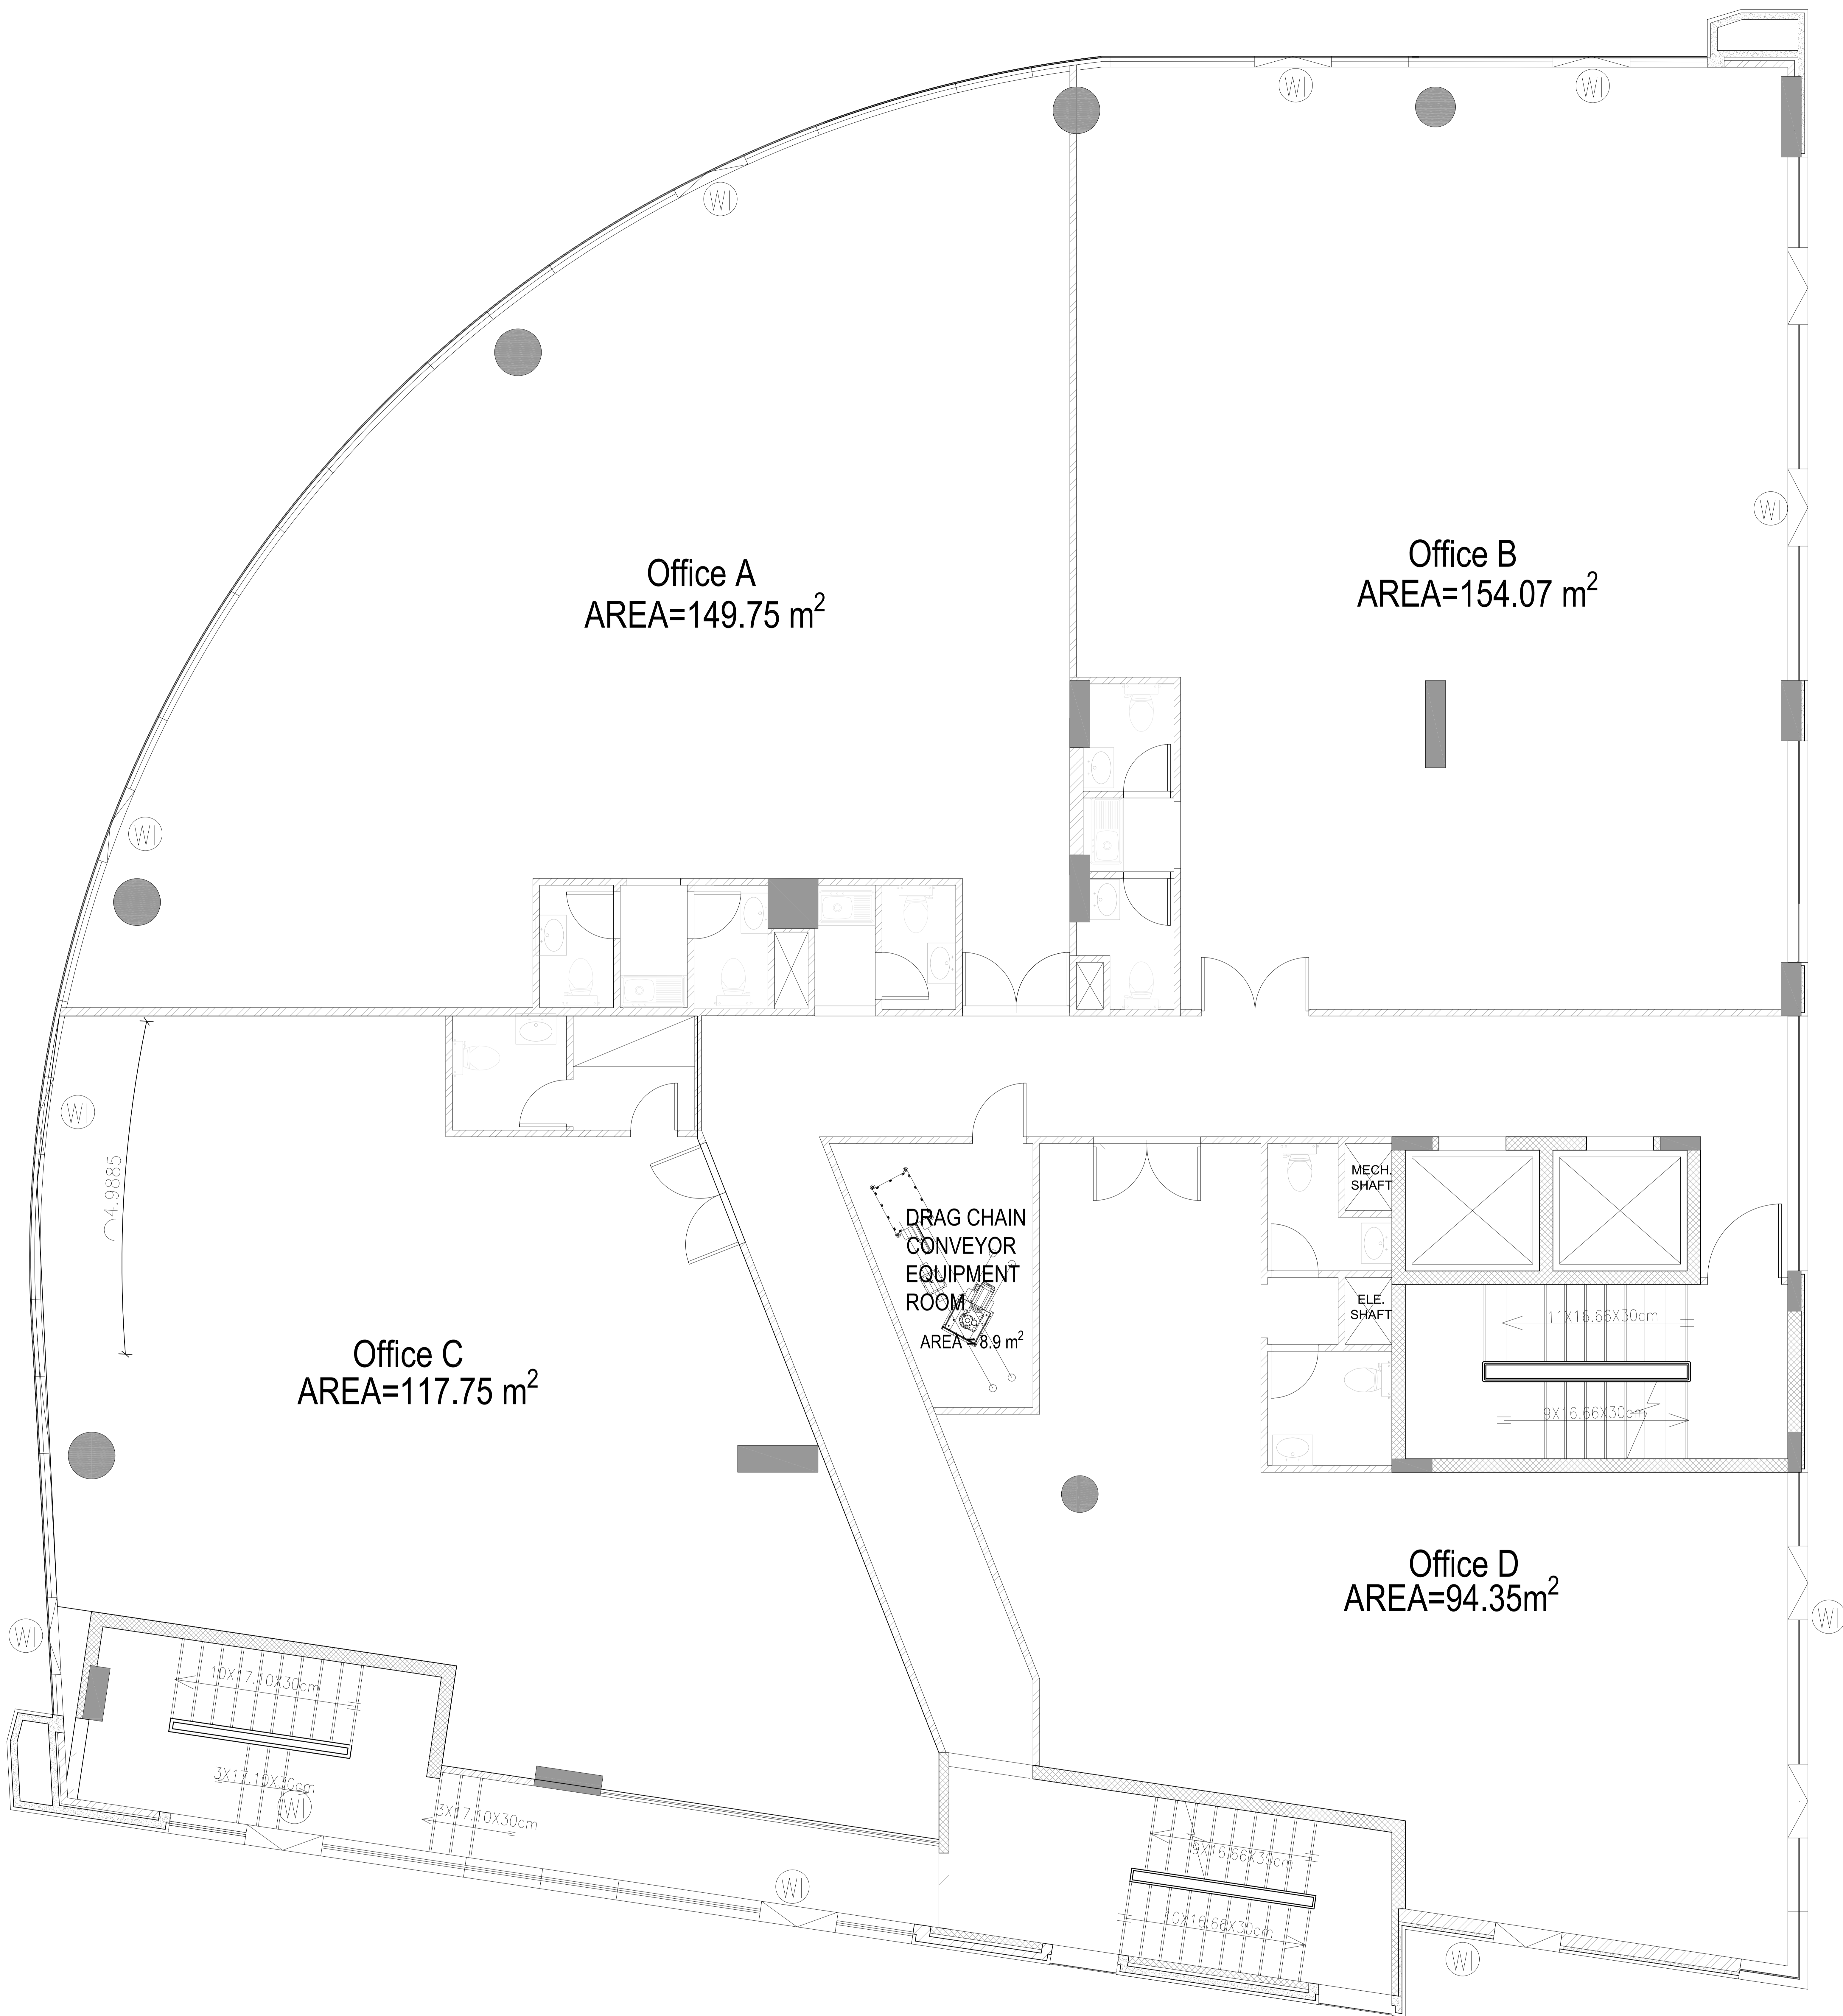 WI
WI
WI
WI
Office B
AREA=154.07 m²
Office A
AREA=149.75 m²
WI
WI
4.9885
MECH.
SHAFT
DRAG CHAIN
CONVEYOR
EQUIPMENT
ROOM
AREA = 8.9 m²
ELE.
SHAFT
11X16.66X30cm
9X16.66X30cm
Office C
AREA=117.75 m²
Office D
AREA=94.35m²
WI
WI
10X17.10X30cm
3X17.10X30cm
WI
3X17.10X30cm
9X16.66X30cm
WI
10X16.66X30cm
WI